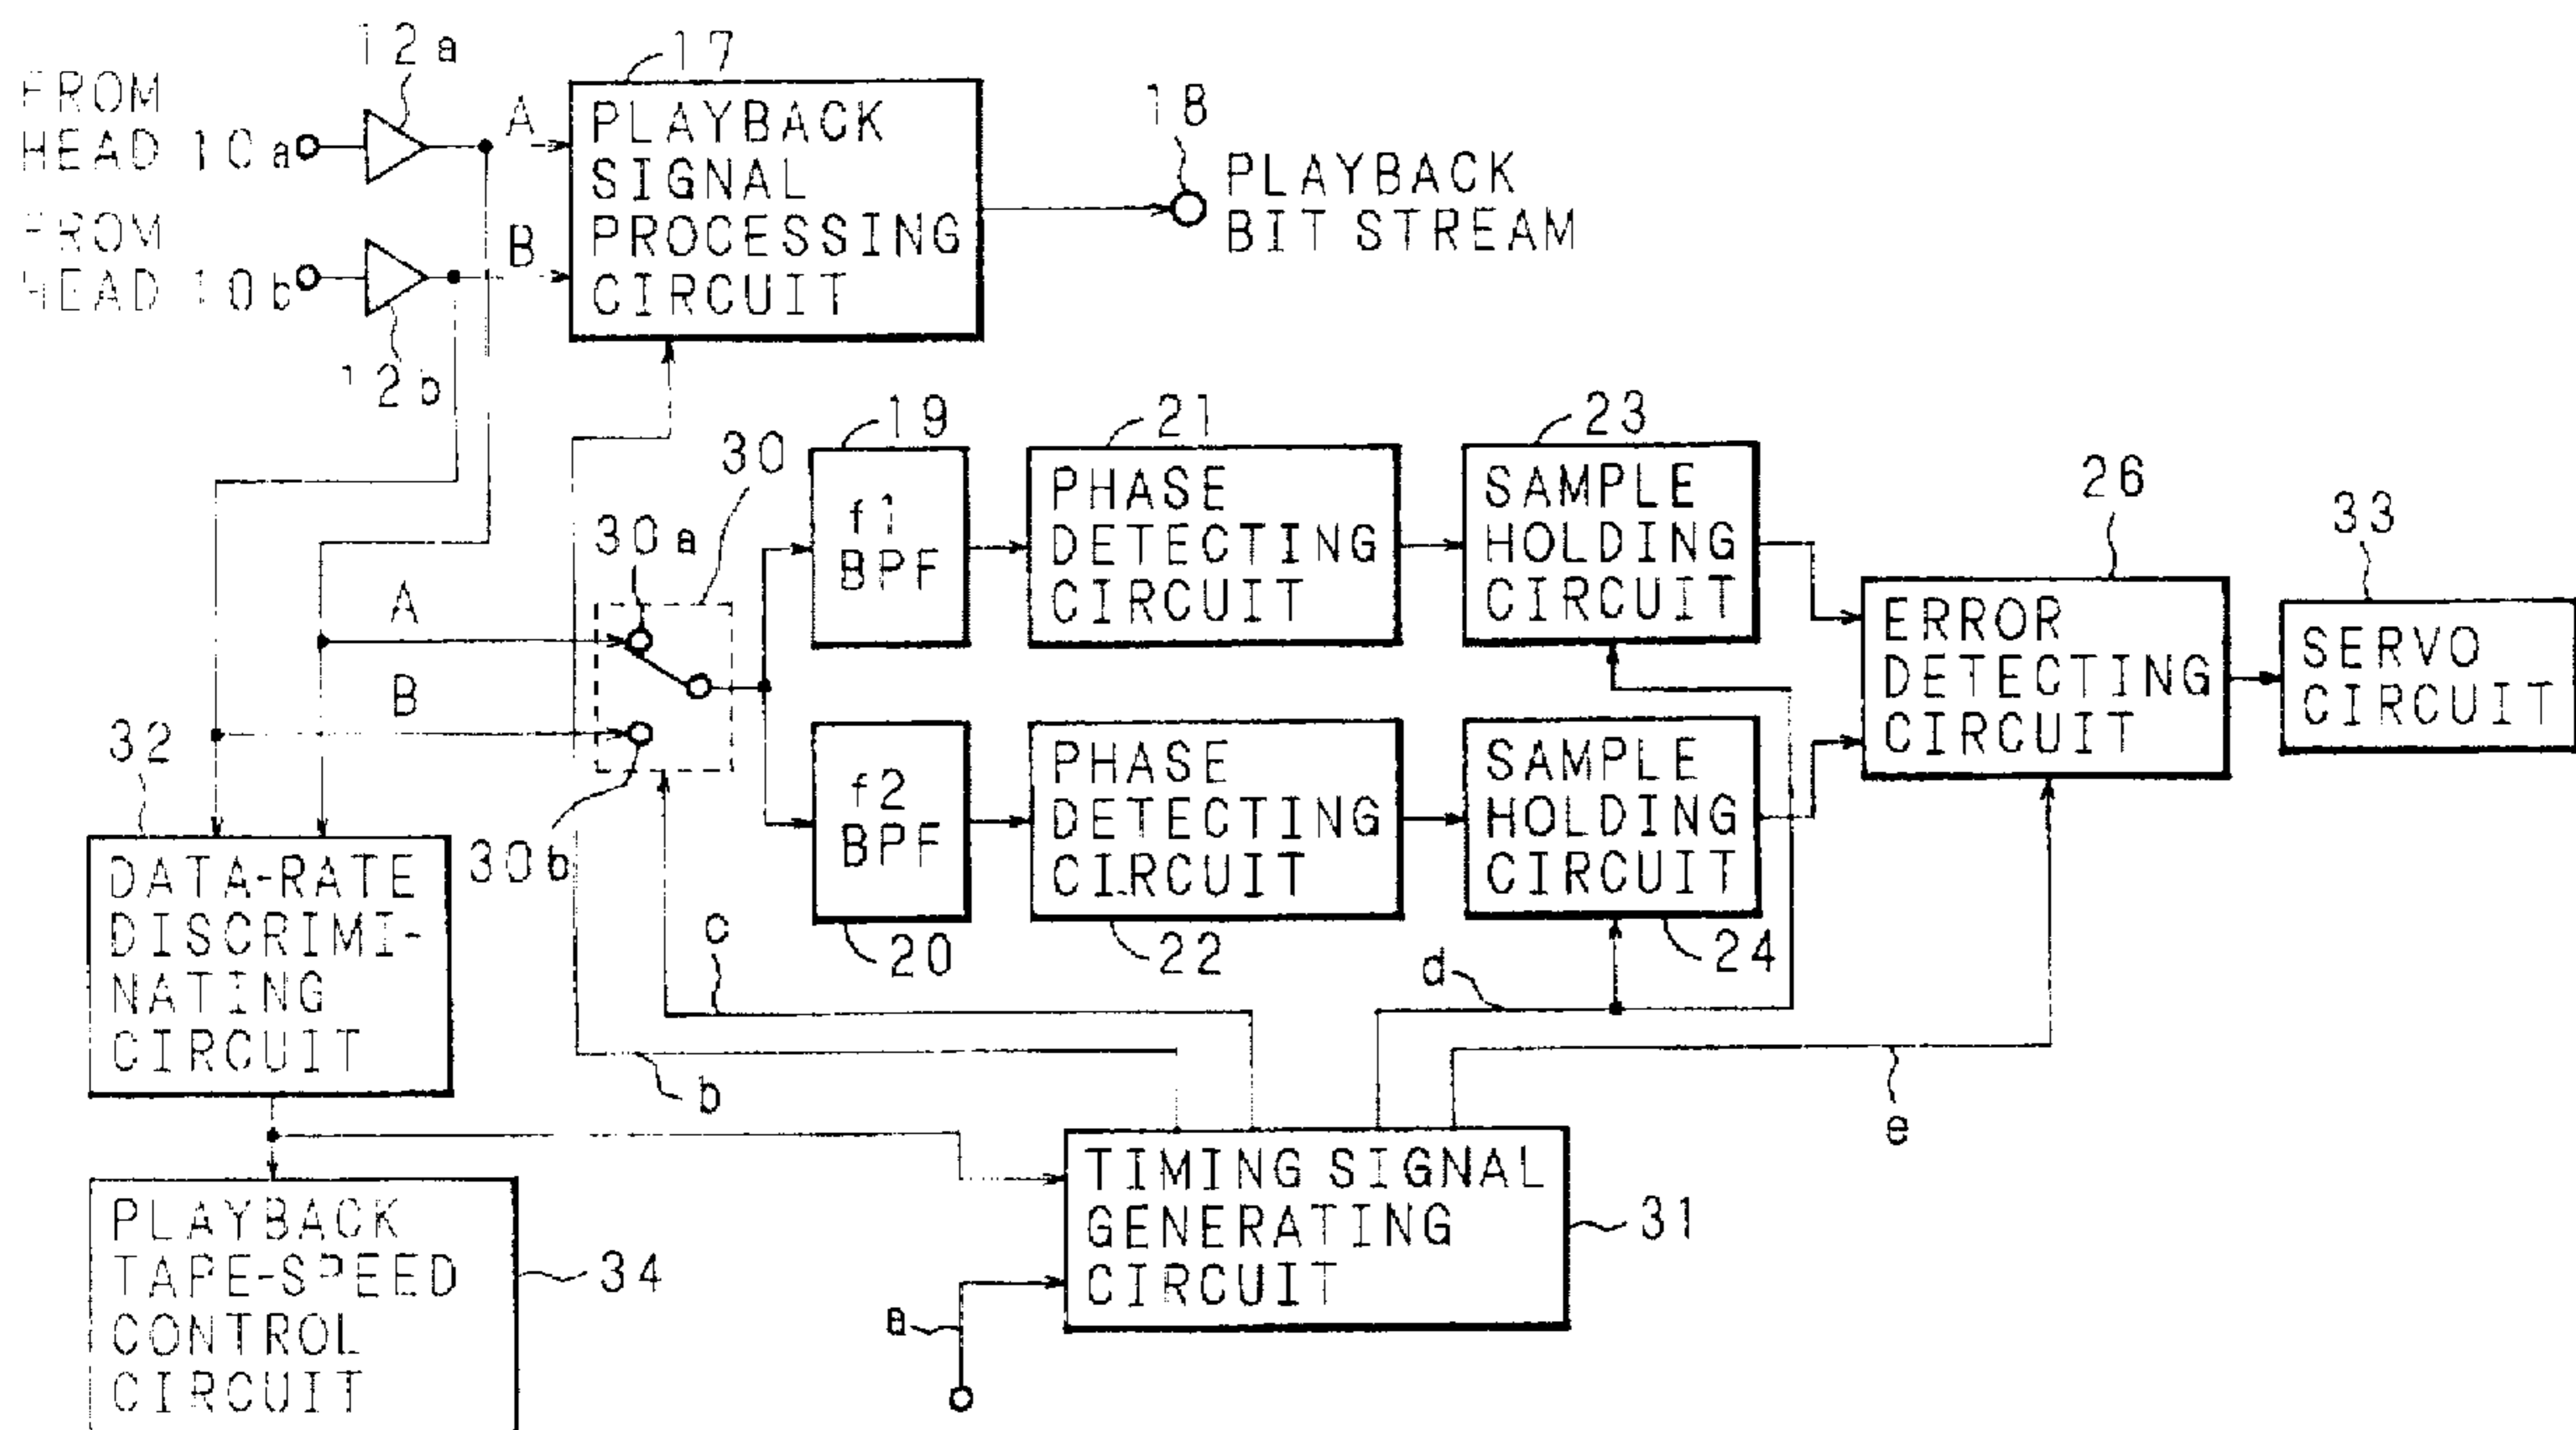 12a
FROM
HEAD 10a
FROM
HEAD 10b
12b
A
B
17
PLAYBACK
SIGNAL
PROCESSING
CIRCUIT
18
PLAYBACK
BIT STREAM
30
30a
A
B
30b
19
f1
BPF
21
PHASE
DETECTING
CIRCUIT
23
SAMPLE
HOLDING
CIRCUIT
26
ERROR
DETECTING
CIRCUIT
33
SERVO
CIRCUIT
f2
BPF
20
PHASE
DETECTING
CIRCUIT
22
SAMPLE
HOLDING
CIRCUIT
24
32
DATA-RATE
DISCRIMI-
NATING
CIRCUIT
c
b
d
e
PLAYBACK
TAPE-SPEED
CONTROL
CIRCUIT
34
TIMING SIGNAL
GENERATING
CIRCUIT
31
a